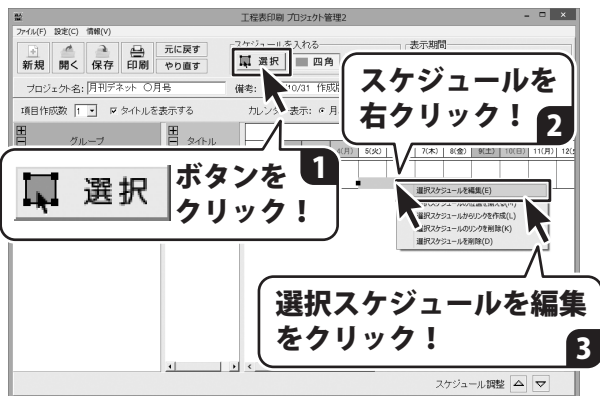 工程表印刷 プロジェクト管理2
ファイル(F) 設定(C) 情報(V)
新規 開く 保存 印刷 元に戻す やり直す
スケジュールを入れる
選択 四角
表示期間
プロジェクト名: 月刊デネット 〇月号
備考: 10/31
項目作成数 1 タイトルを表示する
カレンダー表示: 月
グループ タイトル
4(月) 5(火) 7(木) 8(金) 9(土) 10(日) 11(月)
選択
ボタンを
クリック!
1
スケジュールを
右クリック!
2
選択スケジュールを編集(E)
選択スケジュールからリンクを作成(L)
選択スケジュールのリンクを削除(K)
選択スケジュールを削除(D)
選択スケジュールを編集
をクリック!
3
スケジュール調整